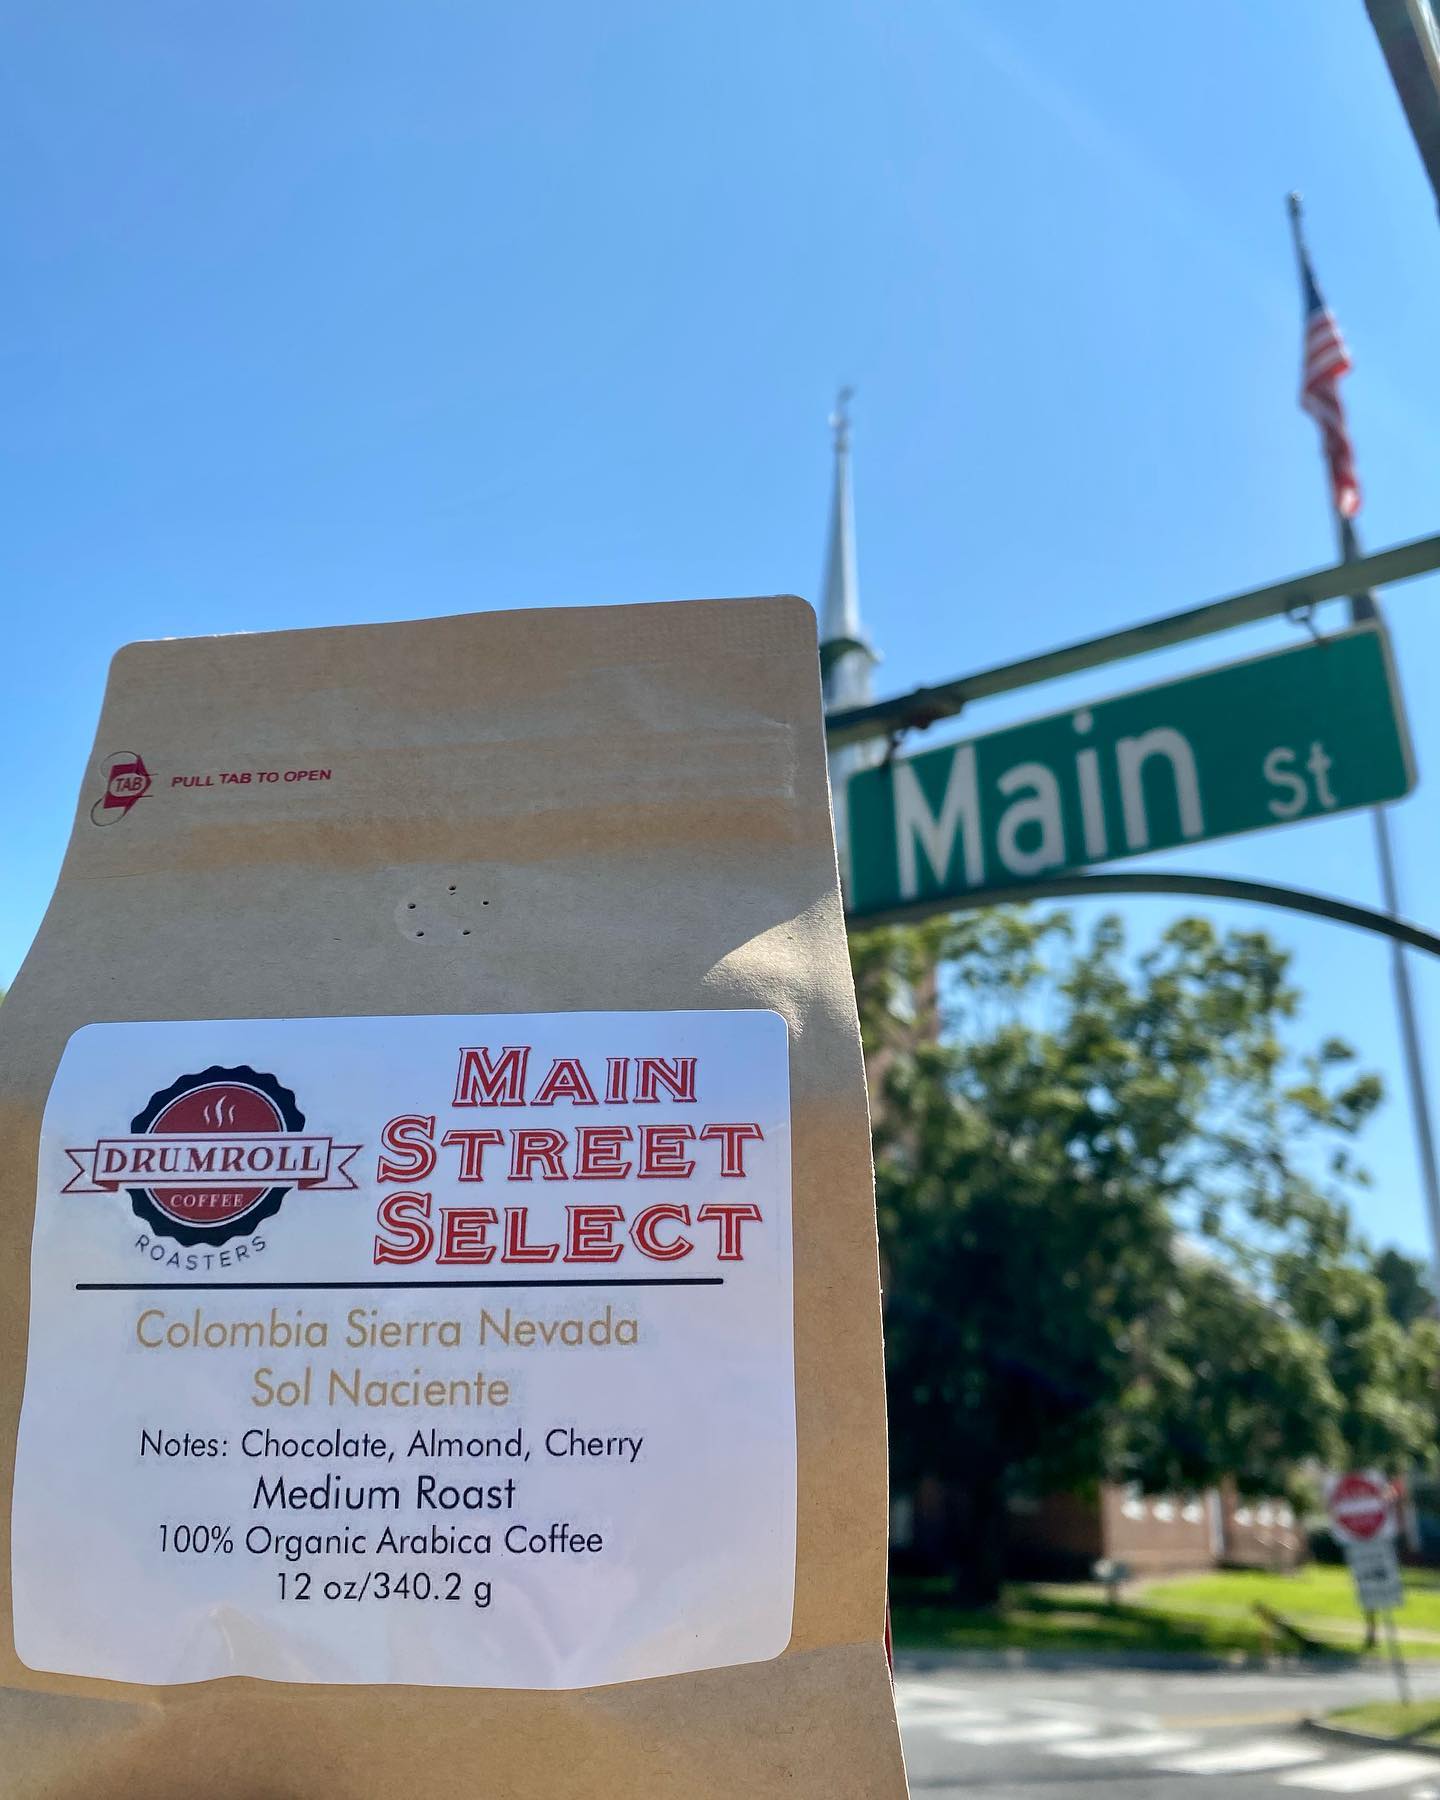 Main St
TAB PULL TAB TO OPEN
DRUMROLL
COFFEE
ROASTERS
MAIN
STREET
SELECT
Colombia Sierra Nevada
Sol Naciente
Notes: Chocolate, Almond, Cherry
Medium Roast
100% Organic Arabica Coffee
12 oz/340.2 g